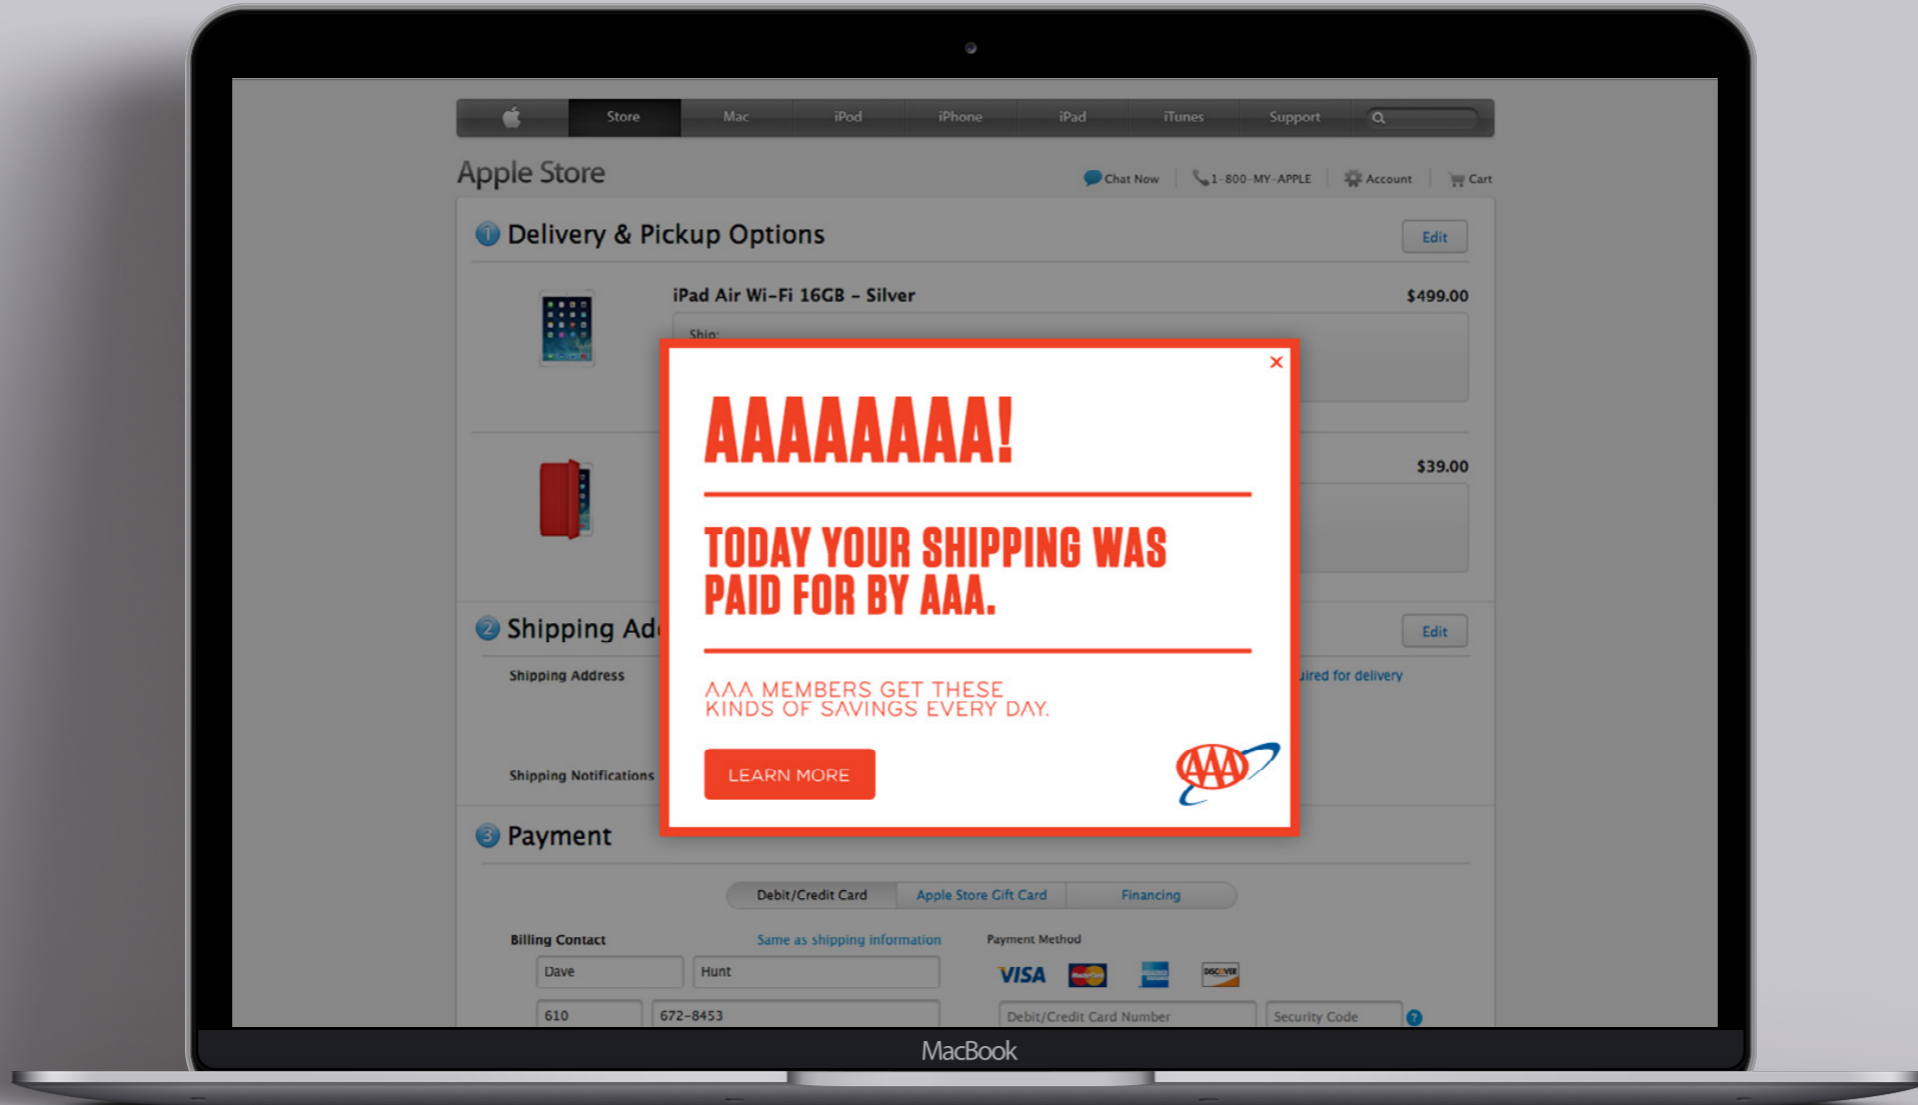 Store Mac iPod iPhone iPad iTunes Support
Apple Store
Chat Now 1-800-MY-APPLE Account Cart
1 Delivery & Pickup Options
Edit
iPad Air Wi-Fi 16GB - Silver
$499.00
Ship:
×
AAAAAAAA!
$39.00
TODAY YOUR SHIPPING WAS
PAID FOR BY AAA.
2 Shipping Ad
Edit
Shipping Address
uired for delivery
AAA MEMBERS GET THESE
KINDS OF SAVINGS EVERY DAY.
Shipping Notifications
LEARN MORE
AAA
3 Payment
Debit/Credit Card Apple Store Gift Card Financing
Billing Contact Same as shipping information Payment Method
Dave Hunt
VISA MasterCard DISCOVER
610 672-8453
Debit/Credit Card Number Security Code ?
MacBook